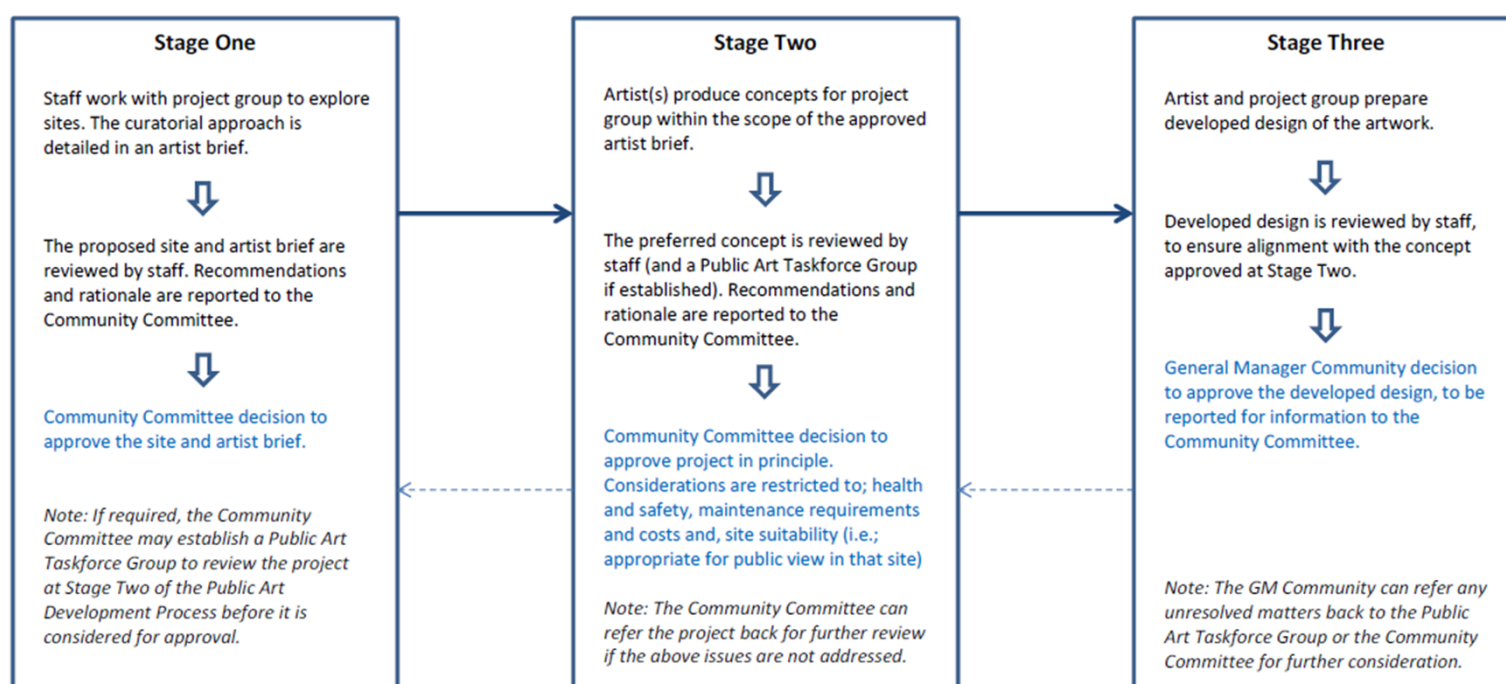 Stage One
Staff work with project group to explore
sites. The curatorial approach is
detailed in an artist brief.
The proposed site and artist brief are
reviewed by staff. Recommendations
and rationale are reported to the
Community Committee.
Community Committee decision to
approve the site and artist brief.
Note: If required, the Community
Committee may establish a Public Art
Taskforce Group to review the project
at Stage Two of the Public Art
Development Process before it is
considered for approval.
Stage Two
Artist(s) produce concepts for project
group within the scope of the approved
artist brief.
The preferred concept is reviewed by
staff (and a Public Art Taskforce Group
if established). Recommendations and
rationale are reported to the
Community Committee.
Community Committee decision to
approve project in principle.
Considerations are restricted to; health
and safety, maintenance requirements
and costs and, site suitability (i.e.;
appropriate for public view in that site)
Note: The Community Committee can
refer the project back for further review
if the above issues are not addressed.
Stage Three
Artist and project group prepare
developed design of the artwork.
Developed design is reviewed by staff,
to ensure alignment with the concept
approved at Stage Two.
General Manager Community decision
to approve the developed design, to be
reported for information to the
Community Committee.
Note: The GM Community can refer any
unresolved matters back to the Public
Art Taskforce Group or the Community
Committee for further consideration.